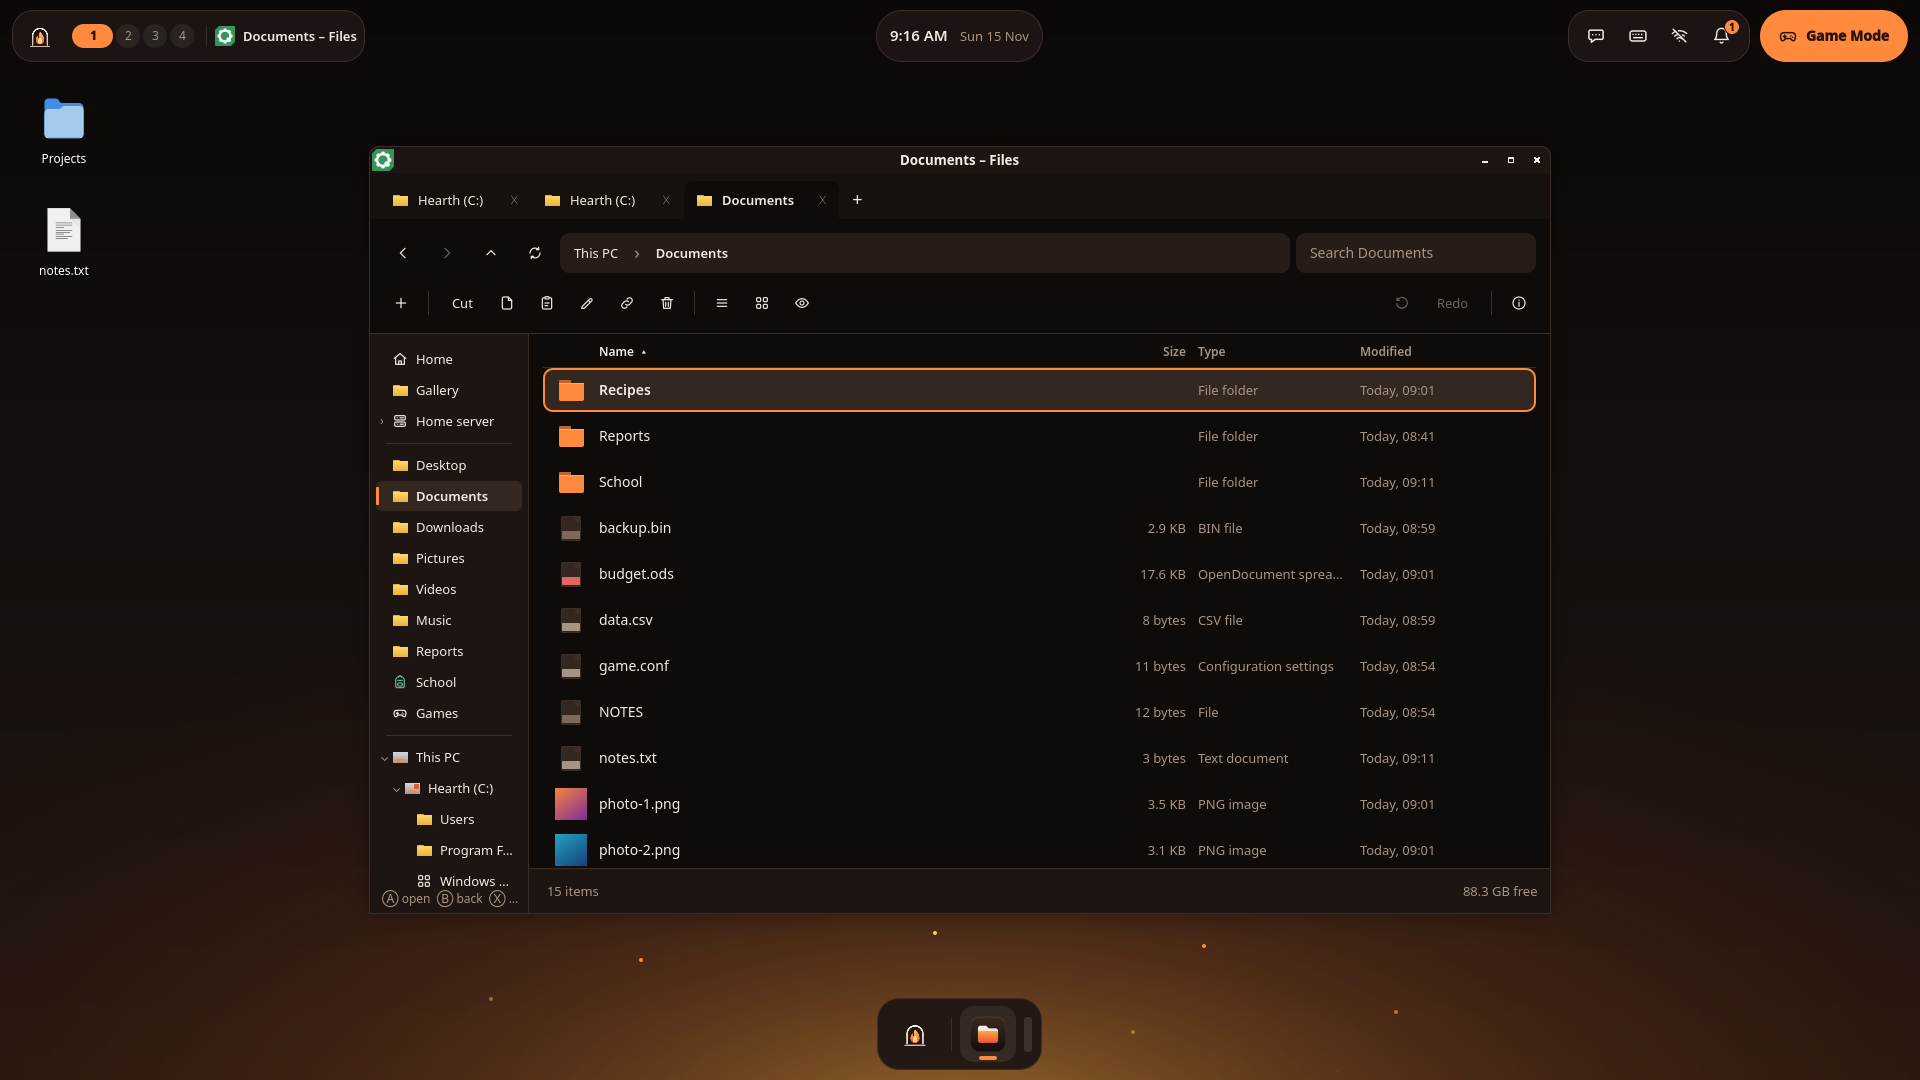 1 2 3 4 Documents – Files
9:16 AM Sun 15 Nov
1
Game Mode
Projects
notes.txt
Documents – Files
Hearth (C:) X Hearth (C:) X Documents X +
This PC › Documents
Search Documents
Cut
Redo
Home
Gallery
Home server
Desktop
Documents
Downloads
Pictures
Videos
Music
Reports
School
Games
This PC
Hearth (C:)
Users
Program F...
Windows ...
A open B back X ...
Name Size Type Modified
Recipes File folder Today, 09:01
Reports File folder Today, 08:41
School File folder Today, 09:11
backup.bin 2.9 KB BIN file Today, 08:59
budget.ods 17.6 KB OpenDocument sprea... Today, 09:01
data.csv 8 bytes CSV file Today, 08:59
game.conf 11 bytes Configuration settings Today, 08:54
NOTES 12 bytes File Today, 08:54
notes.txt 3 bytes Text document Today, 09:11
photo-1.png 3.5 KB PNG image Today, 09:01
photo-2.png 3.1 KB PNG image Today, 09:01
15 items 88.3 GB free